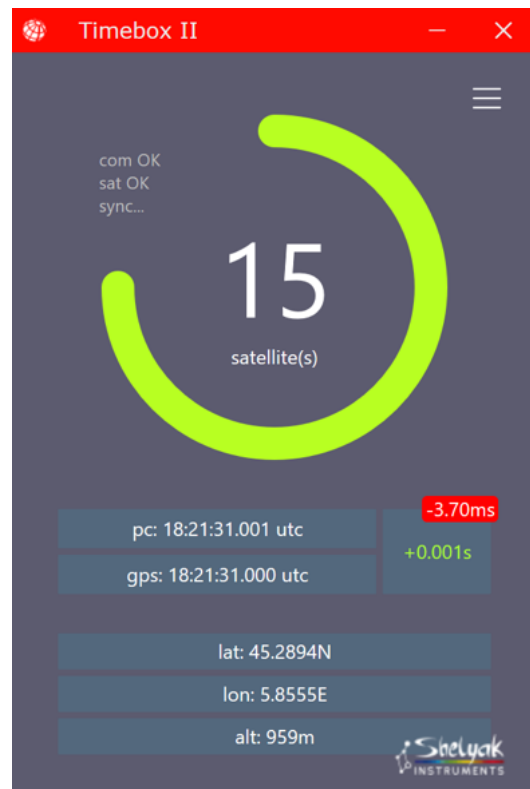 Timebox II
com OK
sat OK
sync...
15
satellite(s)
-3.70ms
pc: 18:21:31.001 utc
+0.001s
gps: 18:21:31.000 utc
lat: 45.2894N
lon: 5.8555E
alt: 959m
Shelyak
INSTRUMENTS